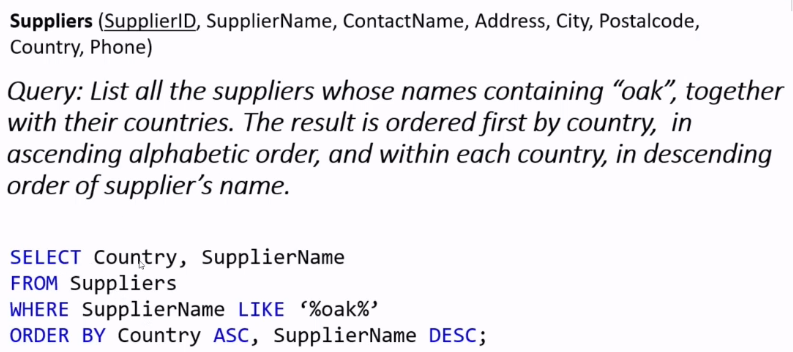 Suppliers (SupplierID, SupplierName, ContactName, Address, City, Postalcode,
Country, Phone)
Query: List all the suppliers whose names containing “oak”, together
with their countries. The result is ordered first by country, in
ascending alphabetic order, and within each country, in descending
order of supplier’s name.
SELECT Country, SupplierName
FROM Suppliers
WHERE SupplierName LIKE ‘%oak%’
ORDER BY Country ASC, SupplierName DESC;